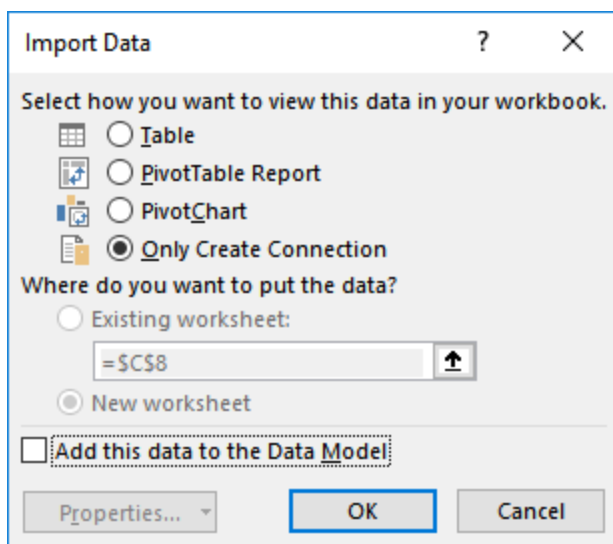 Import Data
?
Select how you want to view this data in your workbook.
Table
PivotTable Report
PivotChart
Only Create Connection
Where do you want to put the data?
Existing worksheet:
=$C$8
New worksheet
Add this data to the Data Model
Properties...
OK Cancel